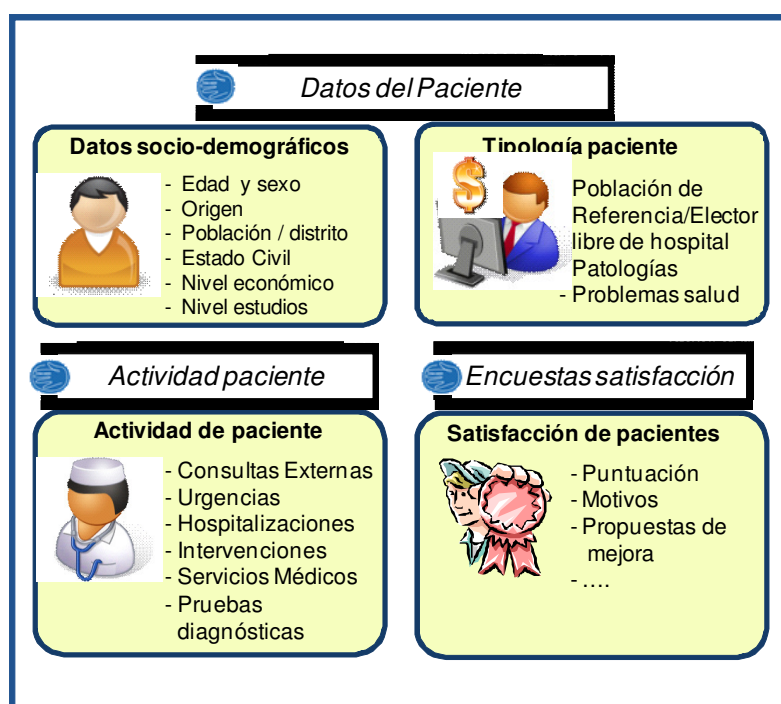 Datos del Paciente
Datos socio-demográficos
- Edad y sexo
- Origen
- Población / distrito
- Estado Civil
- Nivel económico
- Nivel estudios
Tipología paciente
$
Población de
Referencia/Elector
libre de hospital
Patologías
- Problemas salud
Actividad paciente
Actividad de paciente
- Consultas Externas
- Urgencias
- Hospitalizaciones
- Intervenciones
- Servicios Médicos
- Pruebas
diagnósticas
Encuestas satisfacción
Satisfacción de pacientes
- Puntuación
- Motivos
- Propuestas de
mejora
- ....